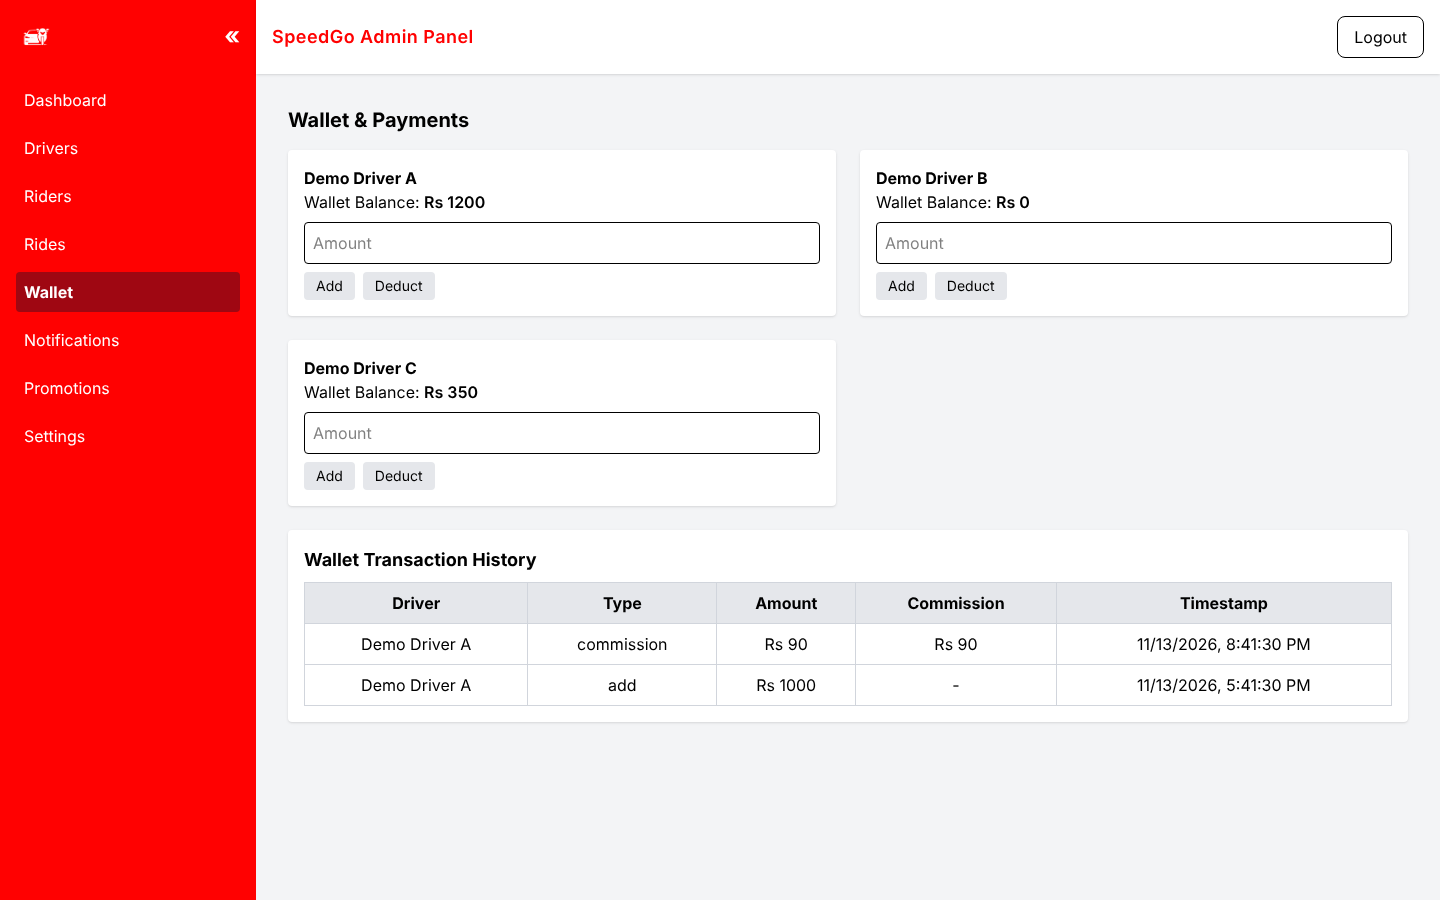 SpeedGo Admin Panel
Logout
Dashboard
Drivers
Riders
Rides
Wallet
Notifications
Promotions
Settings
Wallet & Payments
Demo Driver A
Wallet Balance: Rs 1200
Amount
Add Deduct
Demo Driver B
Wallet Balance: Rs 0
Amount
Add Deduct
Demo Driver C
Wallet Balance: Rs 350
Amount
Add Deduct
Wallet Transaction History
Driver Type Amount Commission Timestamp
Demo Driver A commission Rs 90 Rs 90 11/13/2026, 8:41:30 PM
Demo Driver A add Rs 1000 - 11/13/2026, 5:41:30 PM